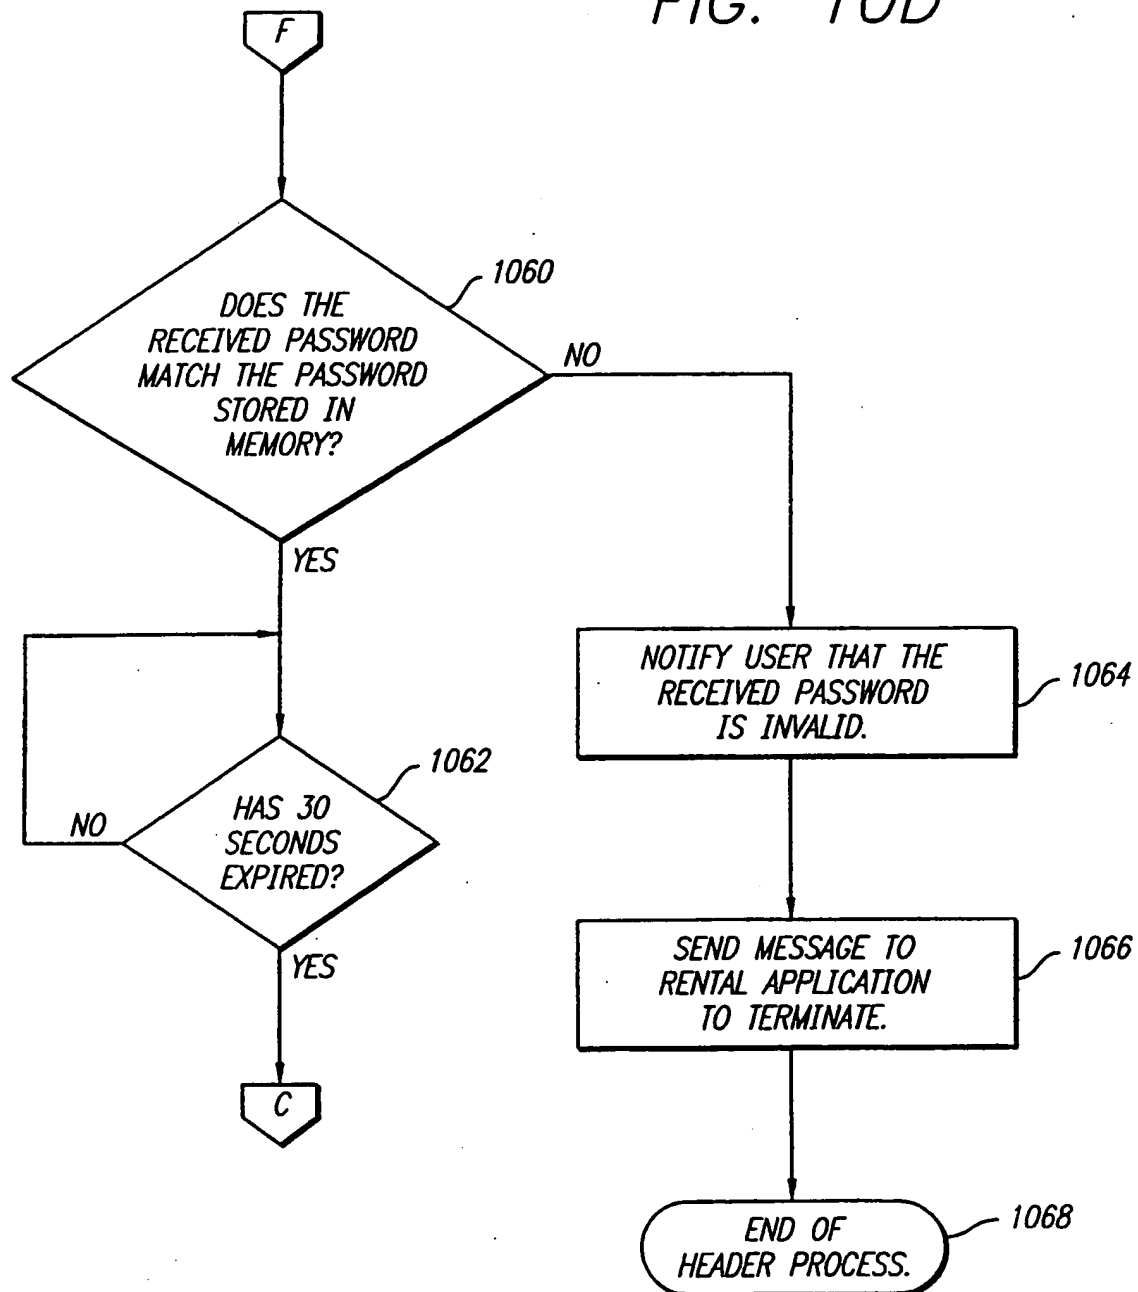 FIG. 10D
F
1060
DOES THE
RECEIVED PASSWORD
MATCH THE PASSWORD
STORED IN
MEMORY?
NO
YES
NOTIFY USER THAT THE
RECEIVED PASSWORD
IS INVALID.
1064
1062
HAS 30
SECONDS
EXPIRED?
NO
YES
SEND MESSAGE TO
RENTAL APPLICATION
TO TERMINATE.
1066
C
END OF
HEADER PROCESS.
1068